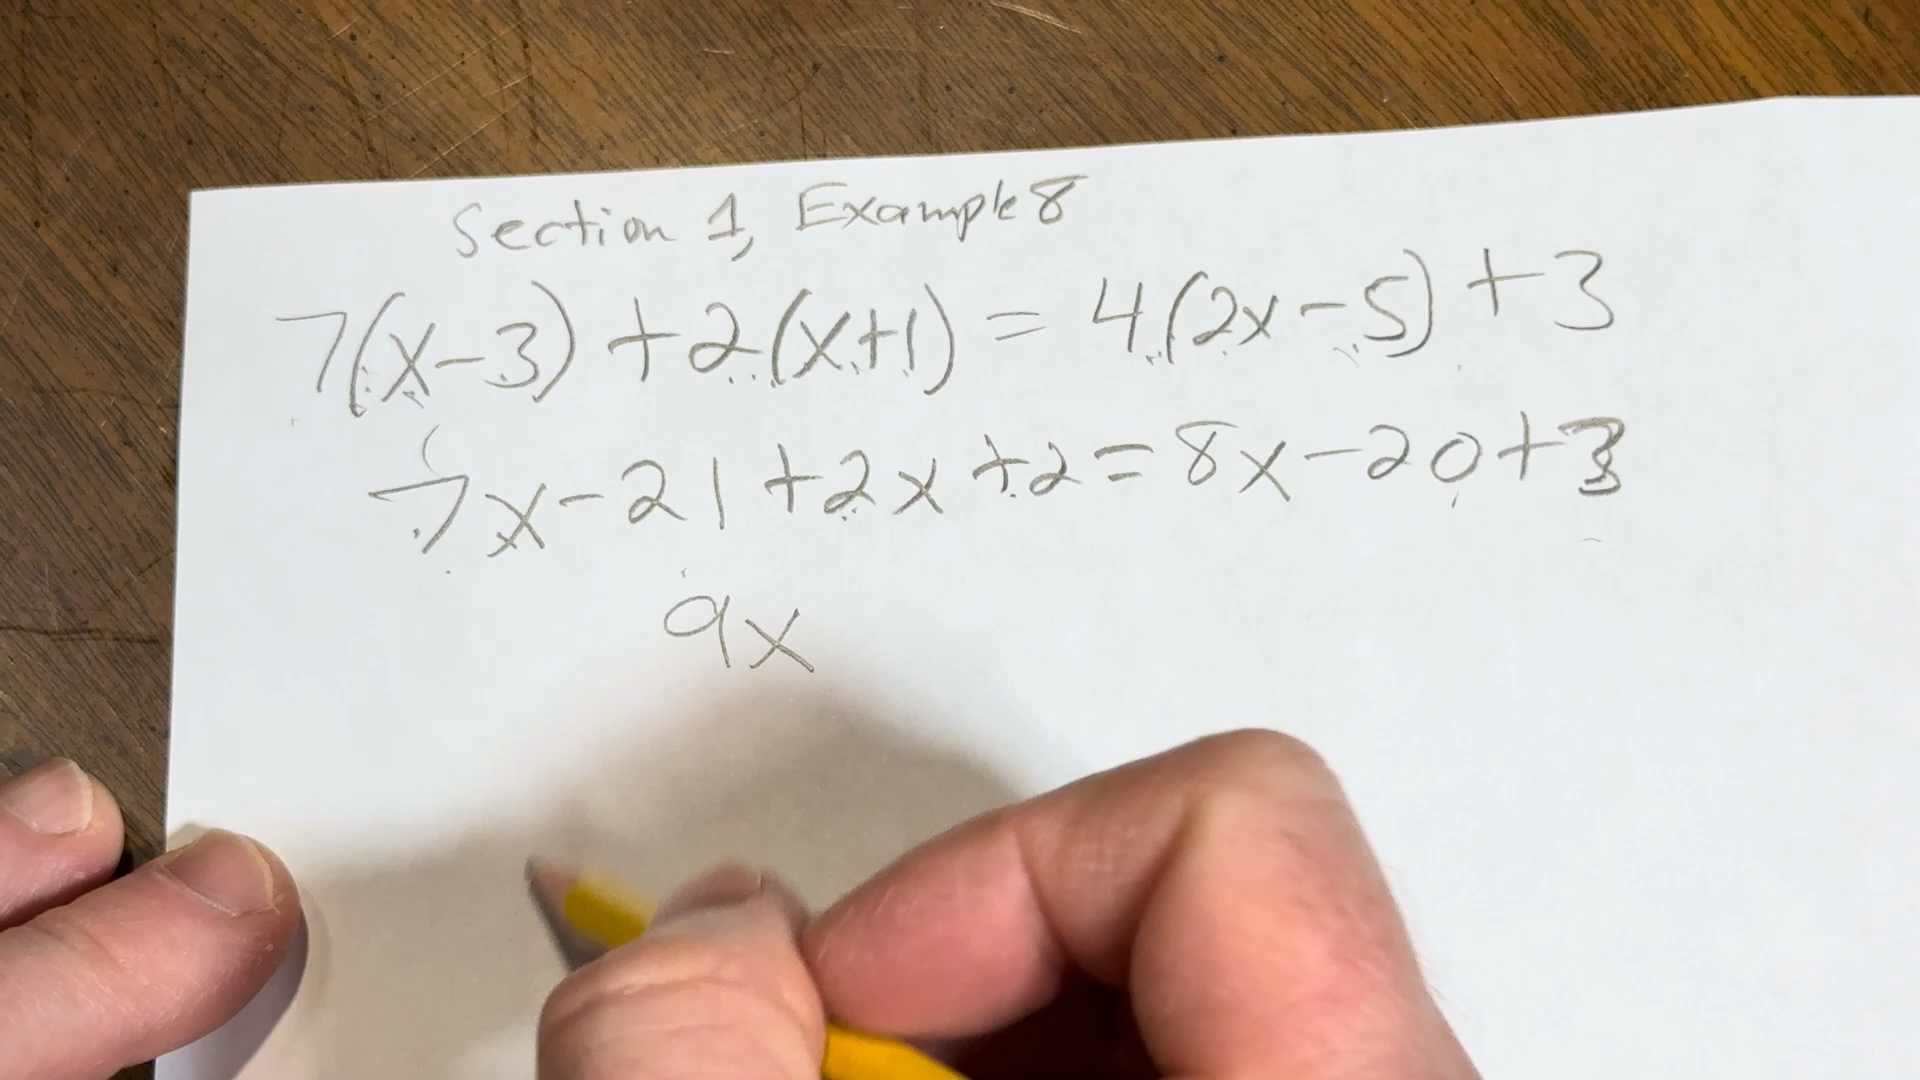 Section 1, Example 8
7(x-3) +2(x+1) = 4(2x-5) +3
7x-21+2x+2=8x-20+3
9x